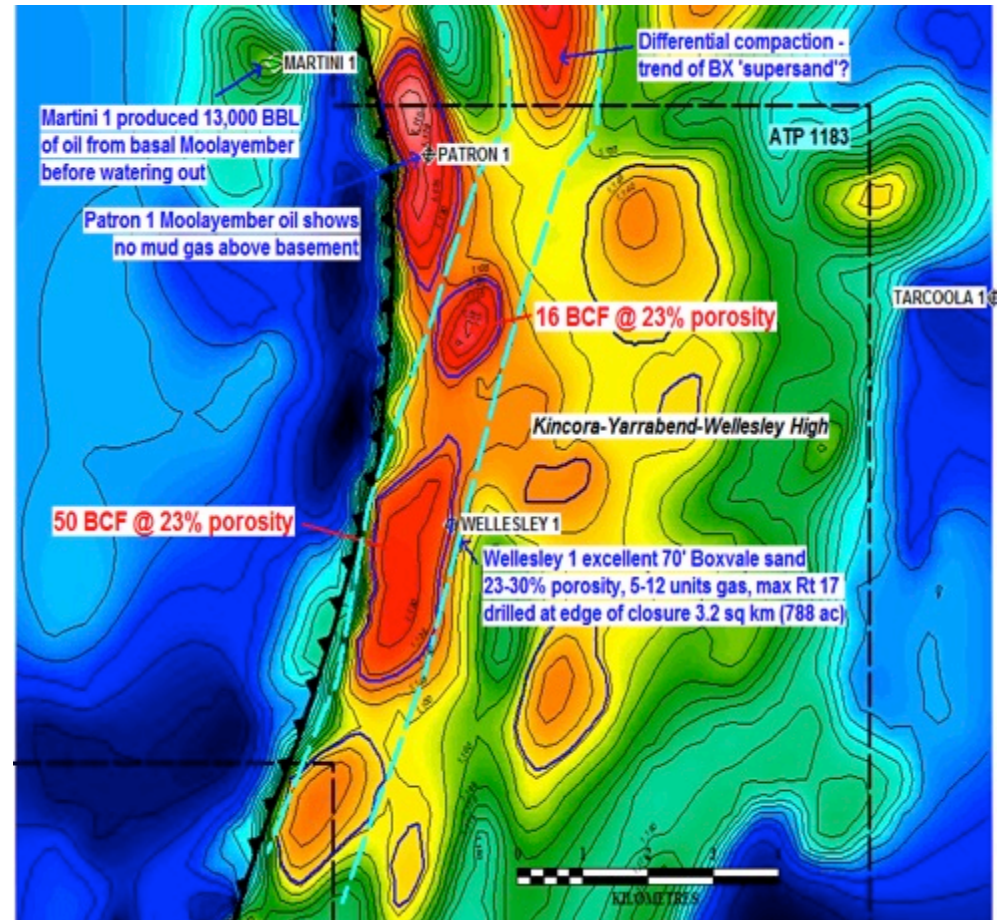 Differential compaction -
trend of BX 'supersand'?
MARTINI 1
Martini 1 produced 13,000 BBL
of oil from basal Moolayember
before watering out
ATP 1183
PATRON 1
Patron 1 Moolayember oil shows
no mud gas above basement
TARCOOLA 1
16 BCF @ 23% porosity
Kincora-Yarrabend-Wellesley High
50 BCF @ 23% porosity
WELLESLEY 1
Wellesley 1 excellent 70' Boxvale sand
23-30% porosity, 5-12 units gas, max Rt 17
drilled at edge of closure 3.2 sq km (788 ac)
0 1 2 3
KILOMETRES